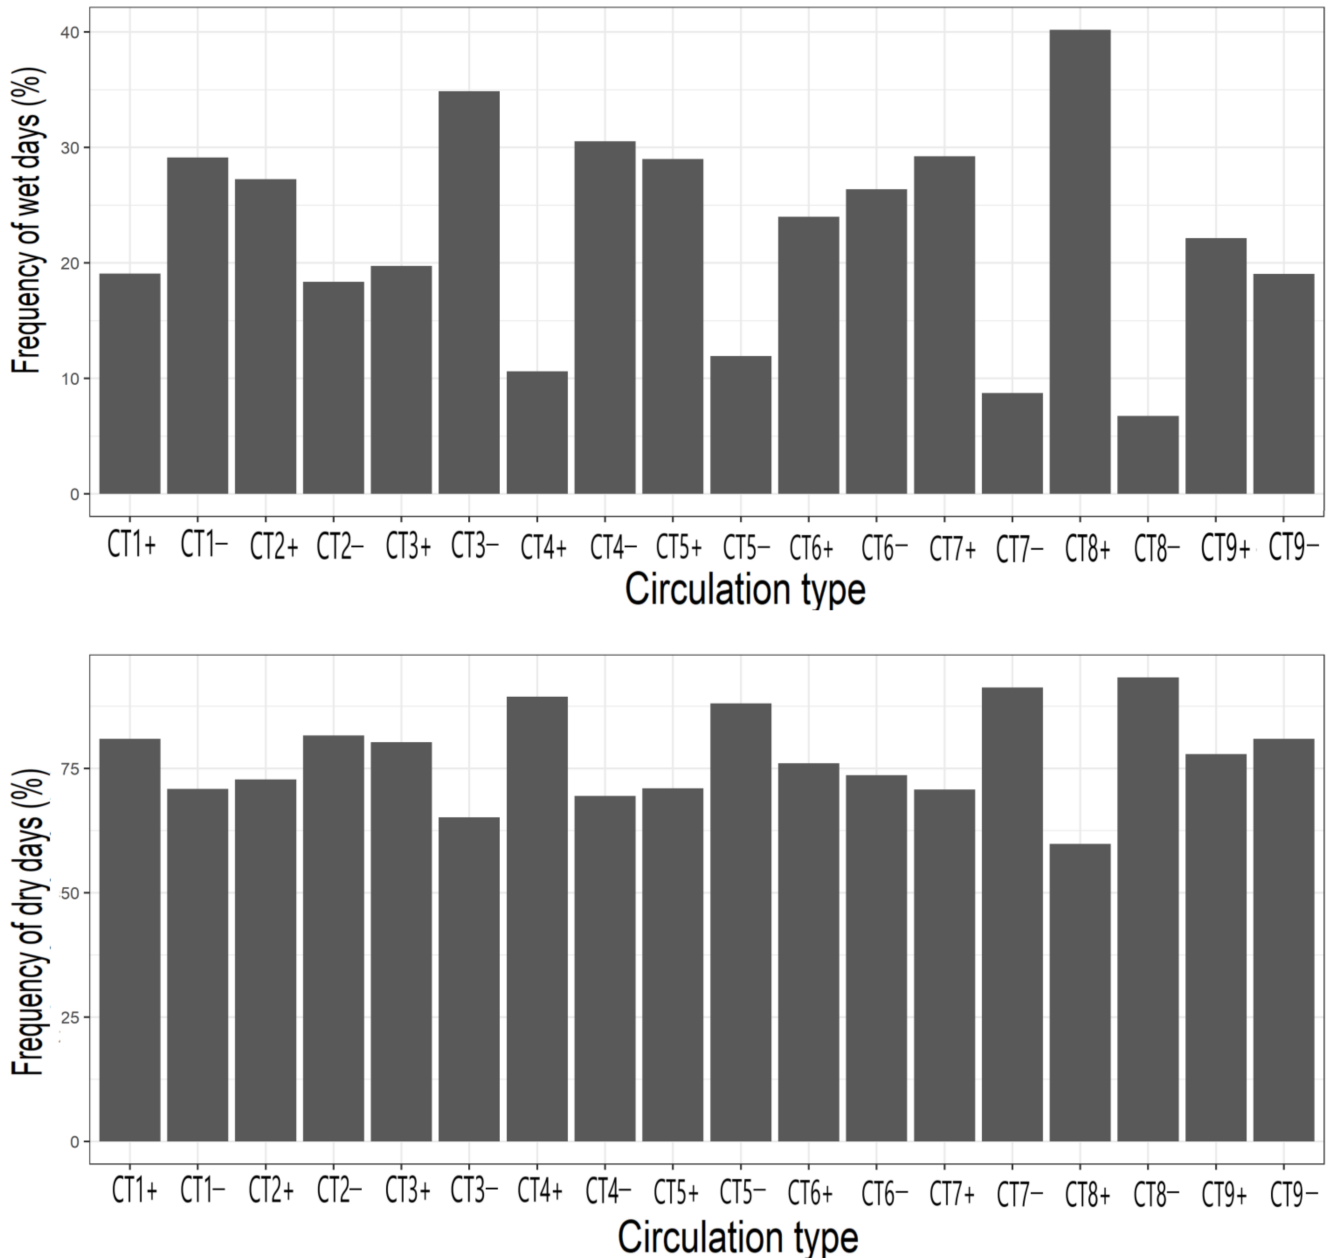 Frequency of wet days (%)
40
30
20
10
0
CT1+ CT1− CT2+ CT2− CT3+ CT3− CT4+ CT4− CT5+ CT5− CT6+ CT6− CT7+ CT7− CT8+ CT8− CT9+ CT9−
Circulation type
Frequency of dry days (%)
75
50
25
0
CT1+ CT1− CT2+ CT2− CT3+ CT3− CT4+ CT4− CT5+ CT5− CT6+ CT6− CT7+ CT7− CT8+ CT8− CT9+ CT9−
Circulation type